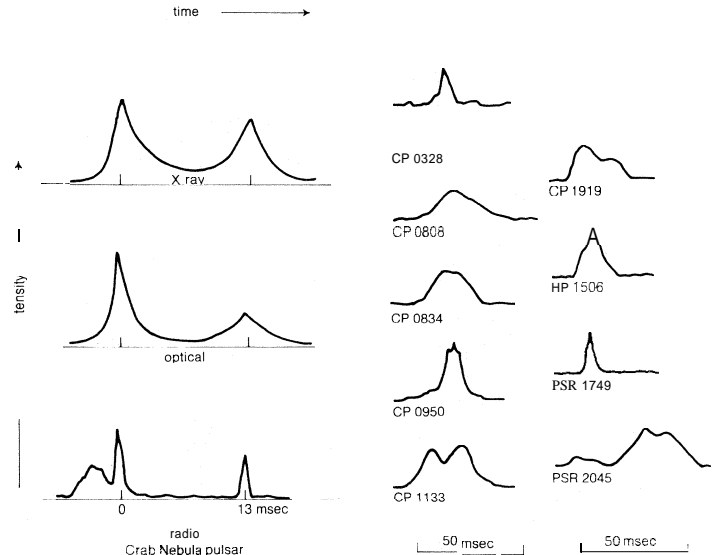 time
X ray
tensity
optical
0
13 msec
radio
Crab Nebula pulsar
CP 0328
CP 0808
CP 0834
CP 0950
CP 1133
50 msec
CP 1919
HP 1506
PSR 1749
PSR 2045
50 msec